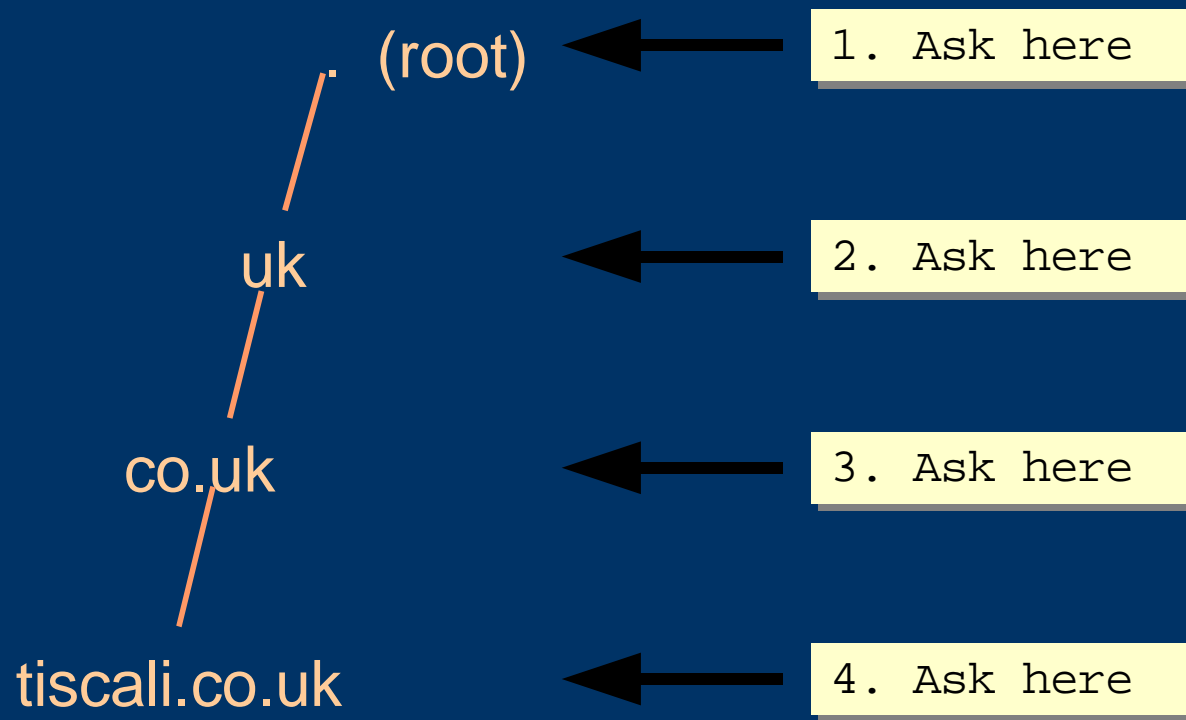 . (root)
1. Ask here
uk
2. Ask here
co.uk
3. Ask here
tiscali.co.uk
4. Ask here